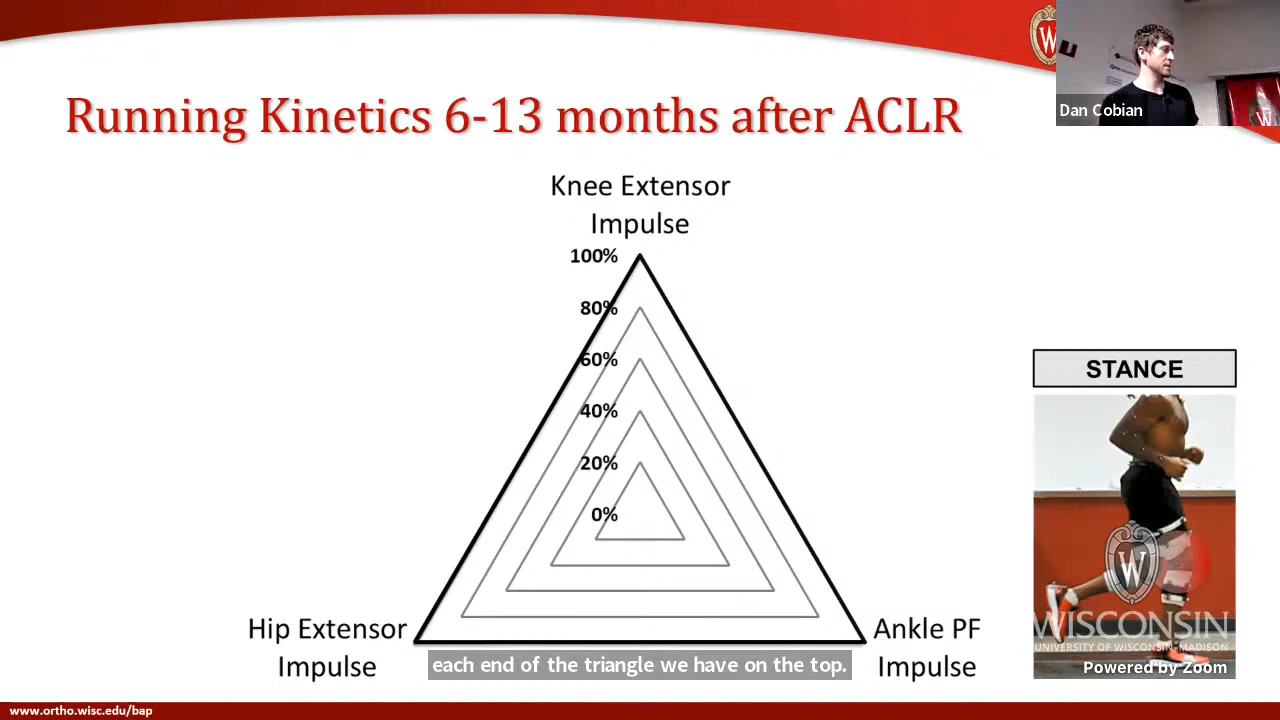 W
Dan Cobian
Running Kinetics 6-13 months after ACLR
Knee Extensor
Impulse
100%
80%
60%
40%
20%
0%
STANCE
W
WISCONSIN
UNIVERSITY OF WISCONSIN-MADISON
Powered by Zoom
Hip Extensor
Impulse
Ankle PF
Impulse
each end of the triangle we have on the top.
www.ortho.wisc.edu/bap